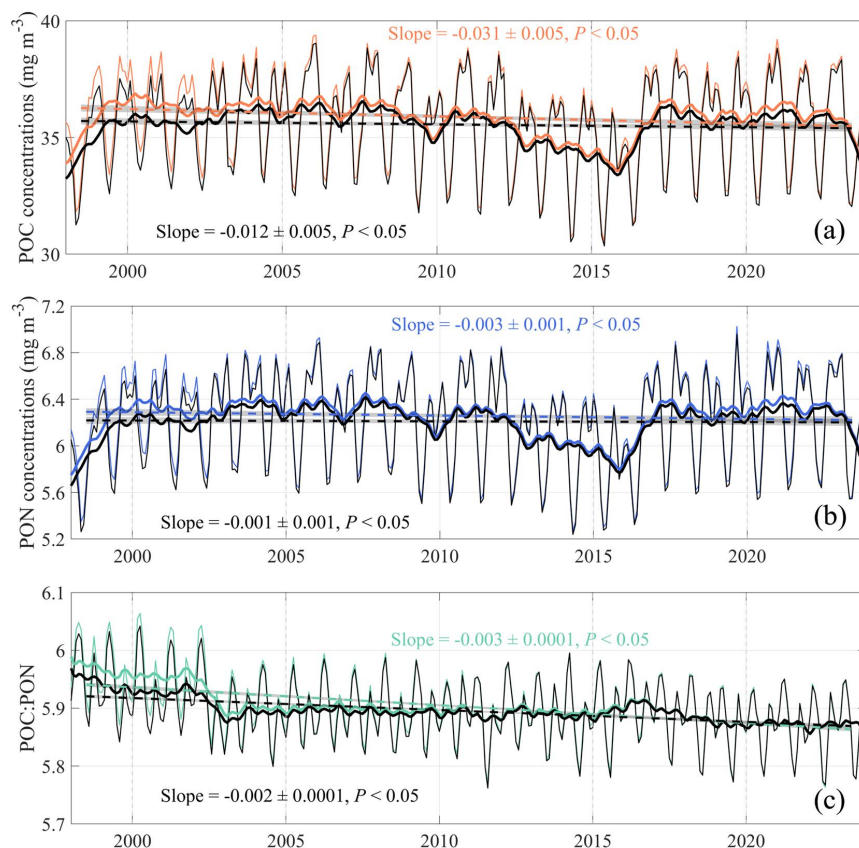 40
Slope = -0.031 ± 0.005, P < 0.05
POC concentrations (mg m⁻³)
35
Slope = -0.012 ± 0.005, P < 0.05
(a)
30
2000 2005 2010 2015 2020
7.2
Slope = -0.003 ± 0.001, P < 0.05
PON concentrations (mg m⁻³)
6.8
6.4
6
5.6
Slope = -0.001 ± 0.001, P < 0.05
(b)
5.2
2000 2005 2010 2015 2020
6.1
Slope = -0.003 ± 0.0001, P < 0.05
6
POC:PON
5.9
5.8
Slope = -0.002 ± 0.0001, P < 0.05
(c)
5.7
2000 2005 2010 2015 2020